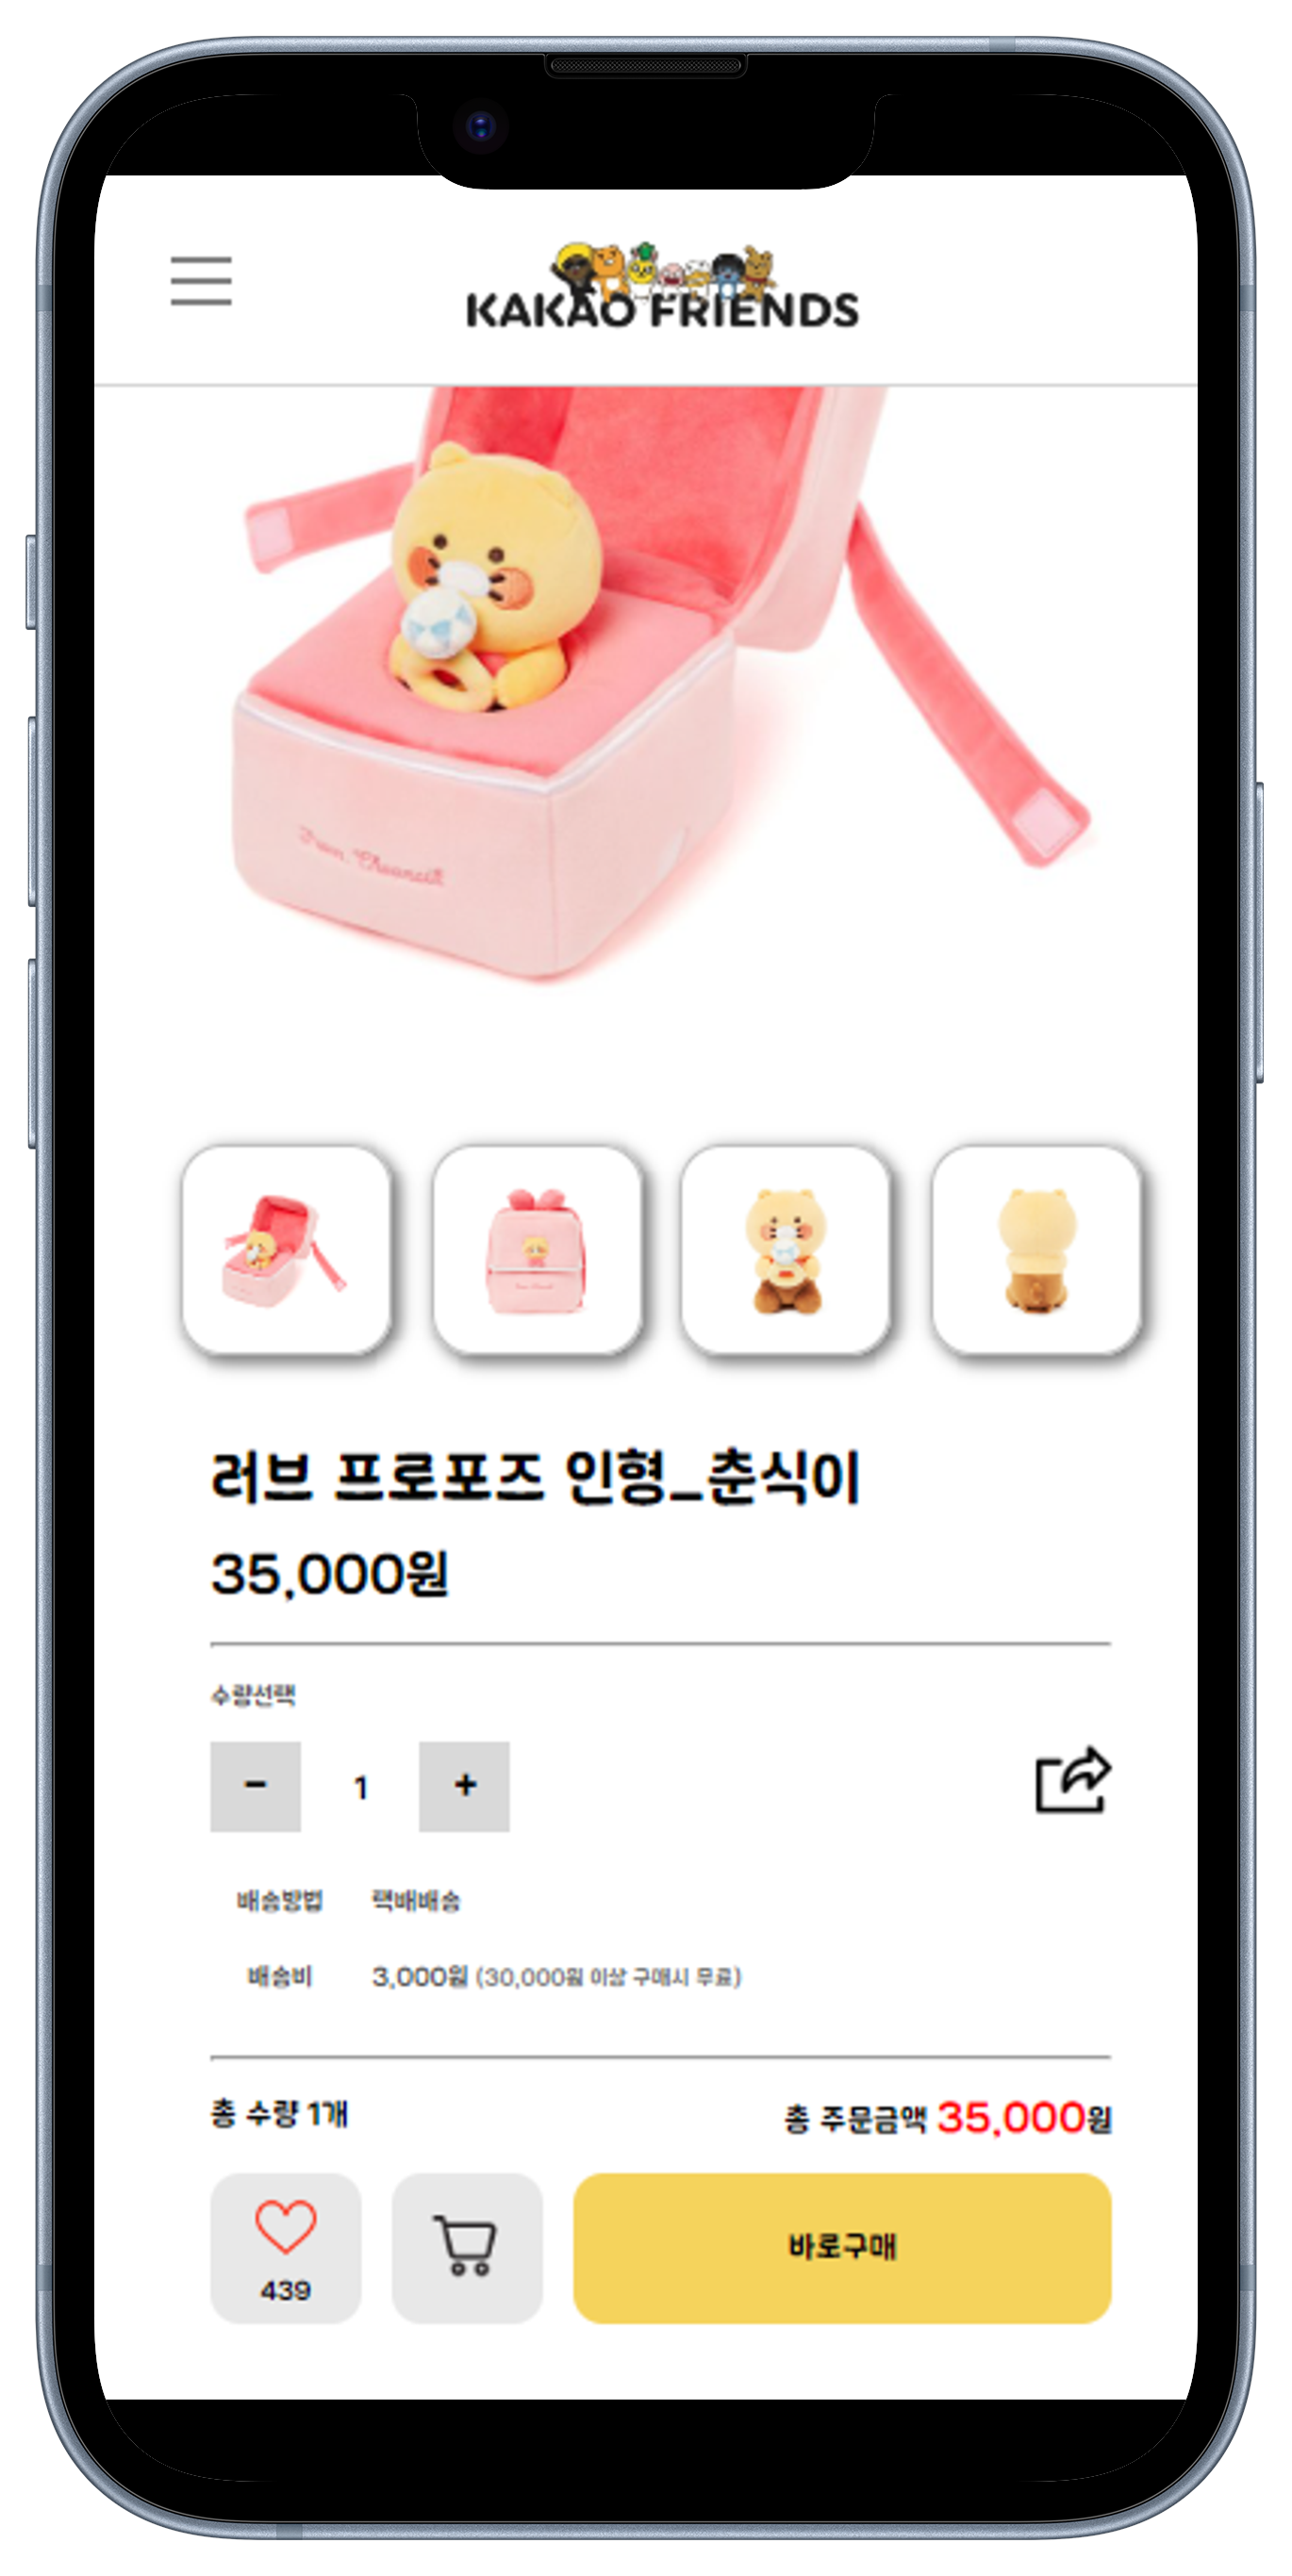 KAKAO FRIENDS
From. Choonsik
러브 프로포즈 인형_춘식이
35,000원
수량선택
- 1 +
배송방법 택배배송
배송비 3,000원 (30,000원 이상 구매시 무료)
총 수량 1개 총 주문금액 35,000원
439 바로구매